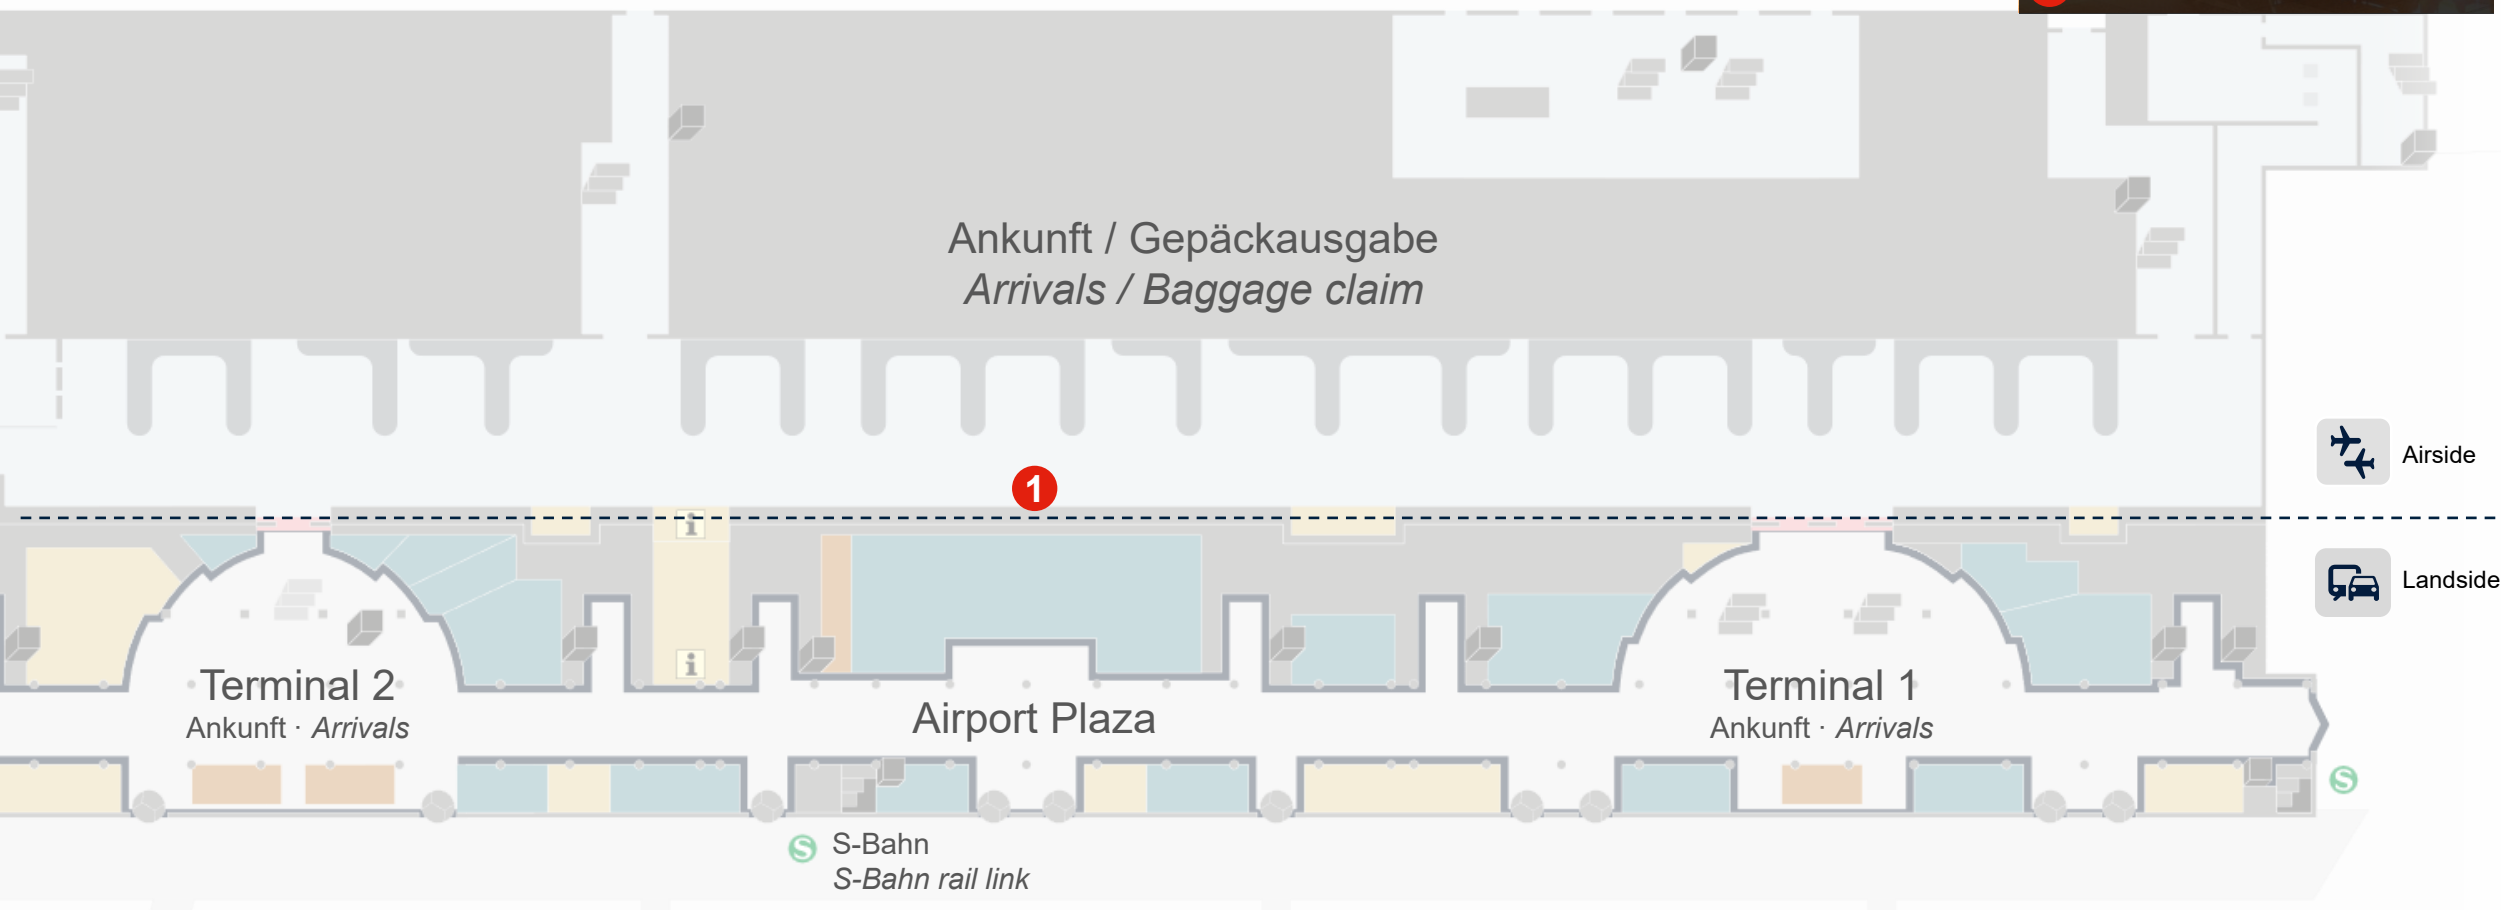 Ankunft / Gepäckausgabe
Arrivals / Baggage claim
Airside
1
i
Landside
i
Terminal 2
Ankunft · Arrivals
Airport Plaza
Terminal 1
Ankunft · Arrivals
S
S S-Bahn
S-Bahn rail link